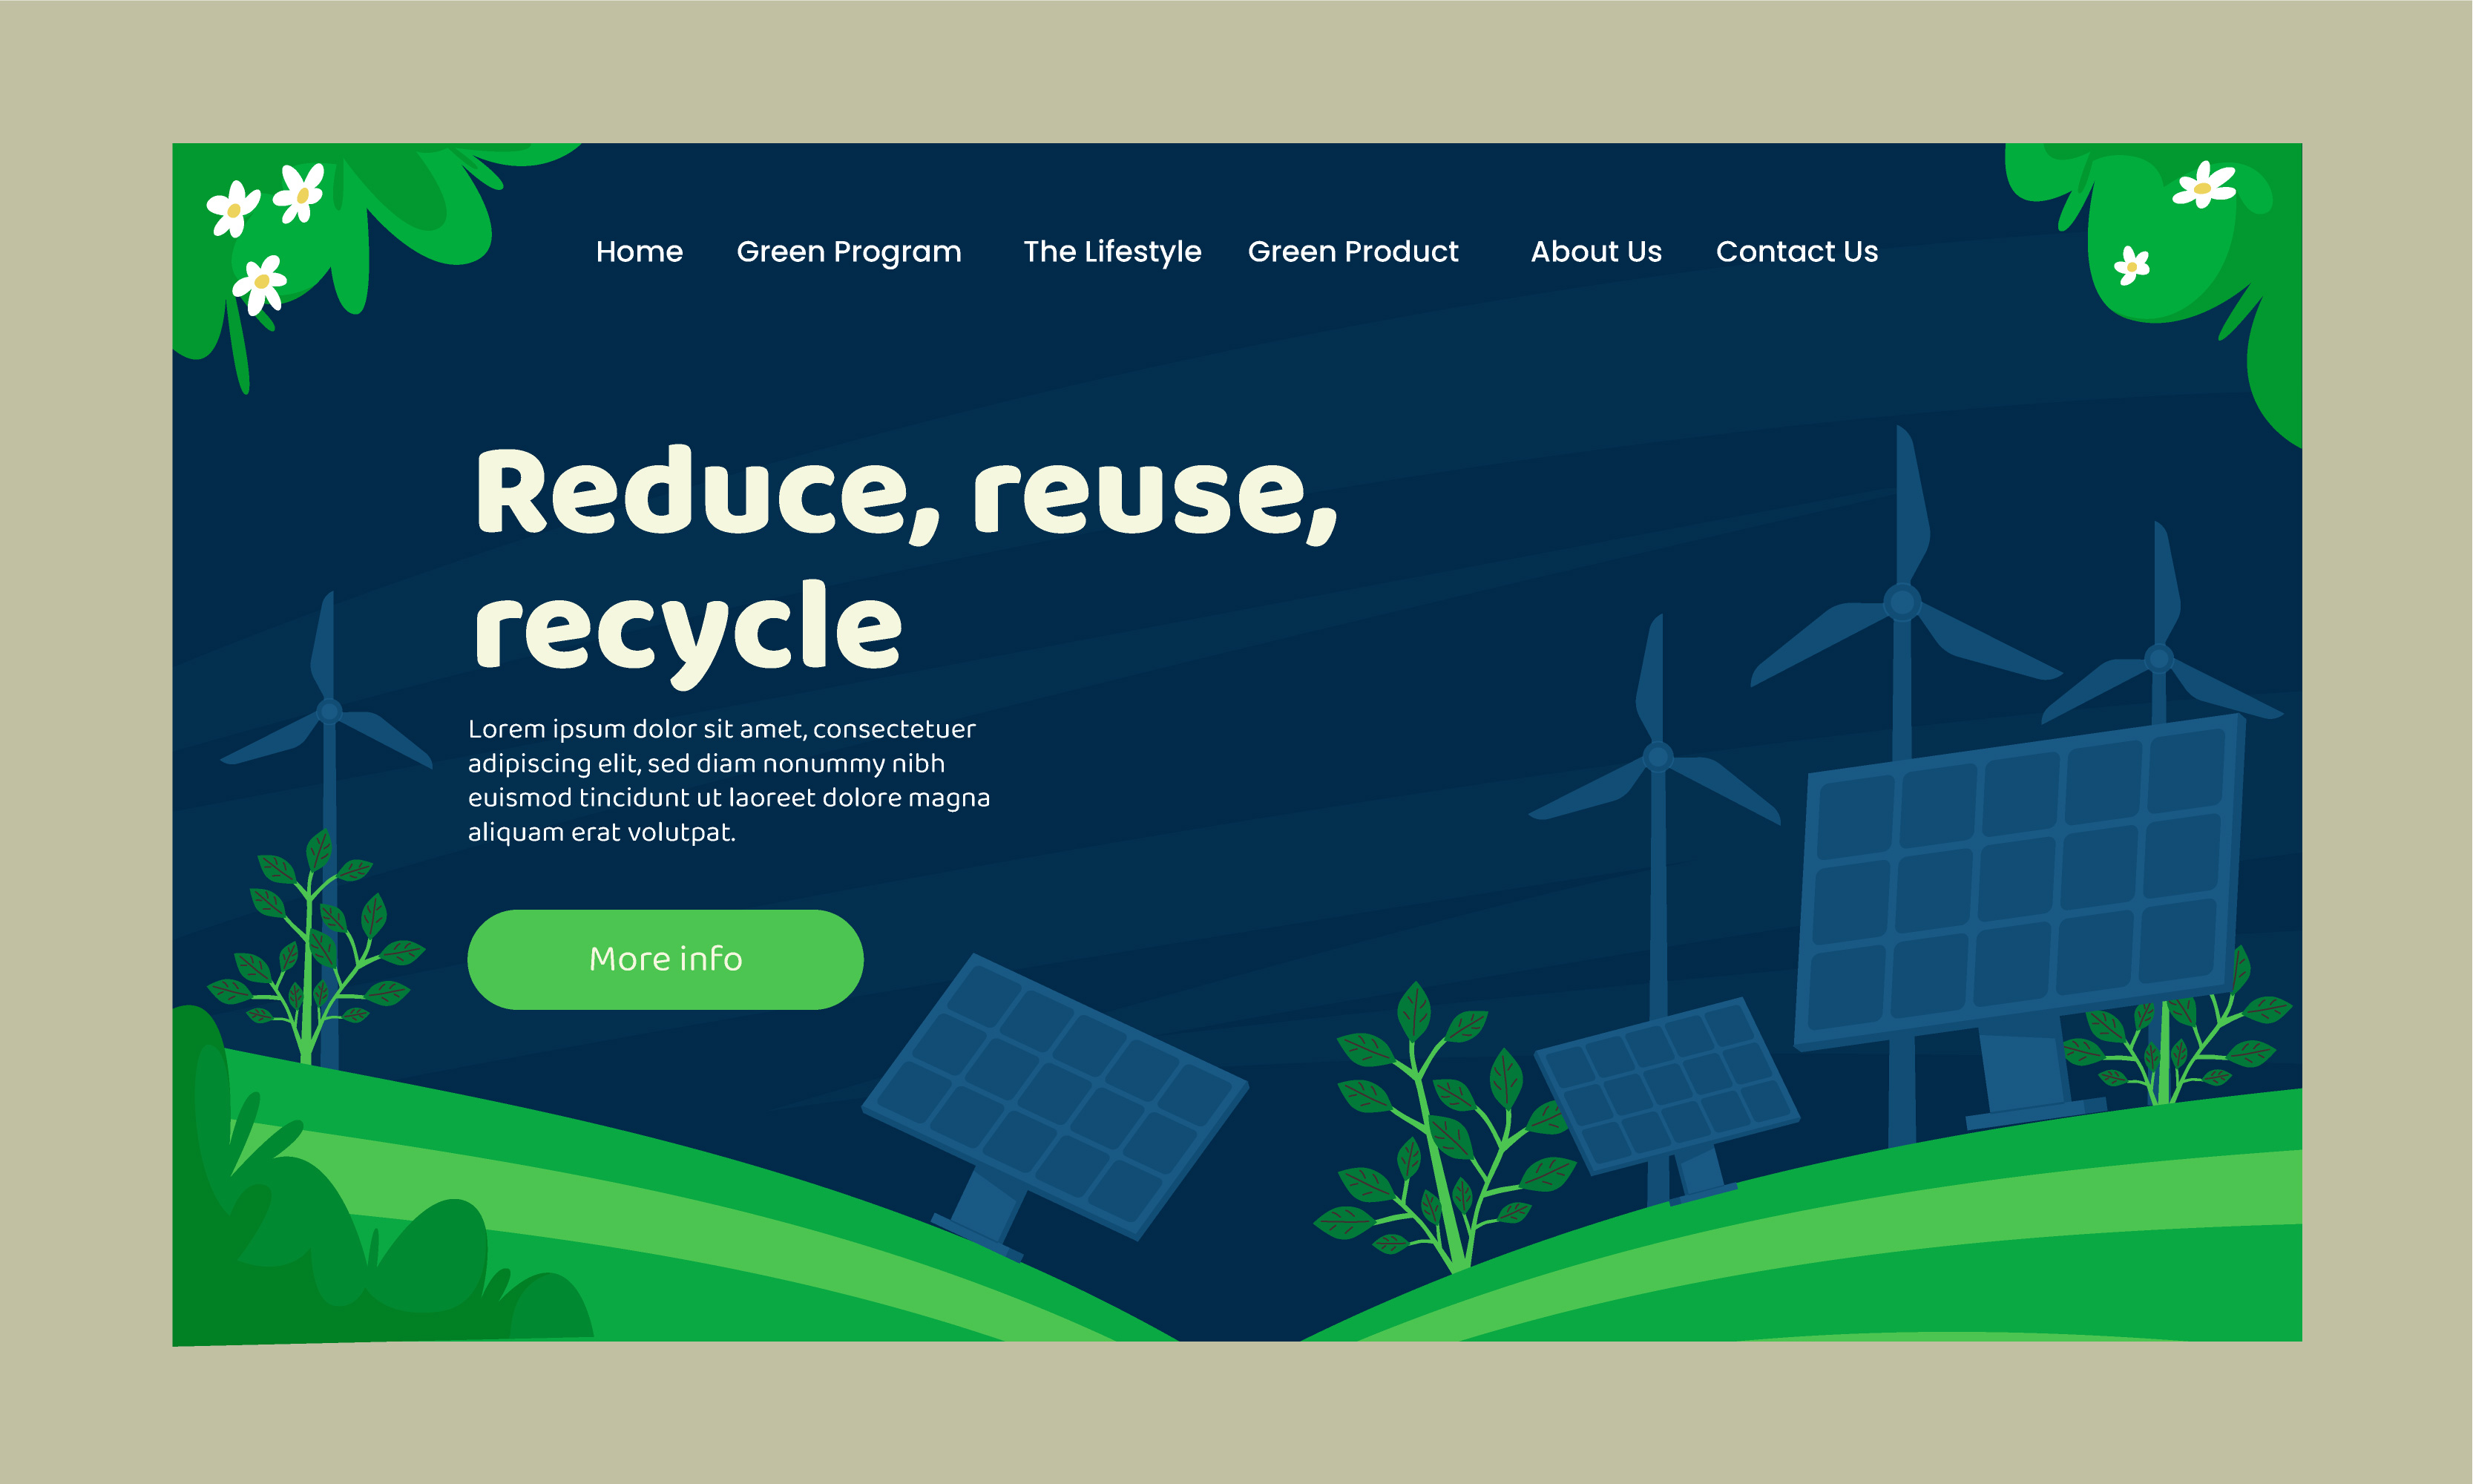 Home Green Program The Lifestyle Green Product About Us Contact Us
Reduce, reuse,
recycle
Lorem ipsum dolor sit amet, consectetuer
adipiscing elit, sed diam nonummy nibh
euismod tincidunt ut laoreet dolore magna
aliquam erat volutpat.
More info